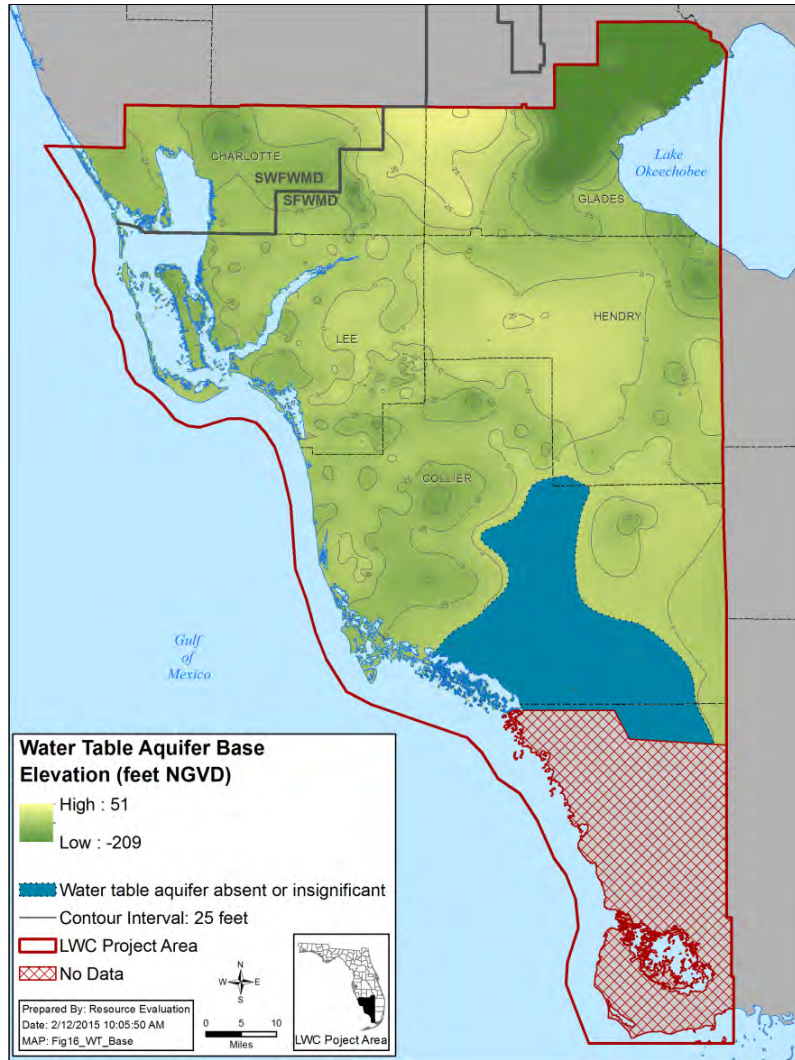 CHARLOTTE
SWFWMD
SFWMD
GLADES
Lake
Okeechobee
LEE
HENDRY
COLLIER
Gulf
of
Mexico
Water Table Aquifer Base
Elevation (feet NGVD)
High : 51
Low : -209
Water table aquifer absent or insignificant
Contour Interval: 25 feet
LWC Project Area
No Data
N
W E
S
0 5 10
Miles
Prepared By: Resource Evaluation
Date: 2/12/2015 10:05:50 AM
MAP: Fig16_WT_Base
LWC Poject Area